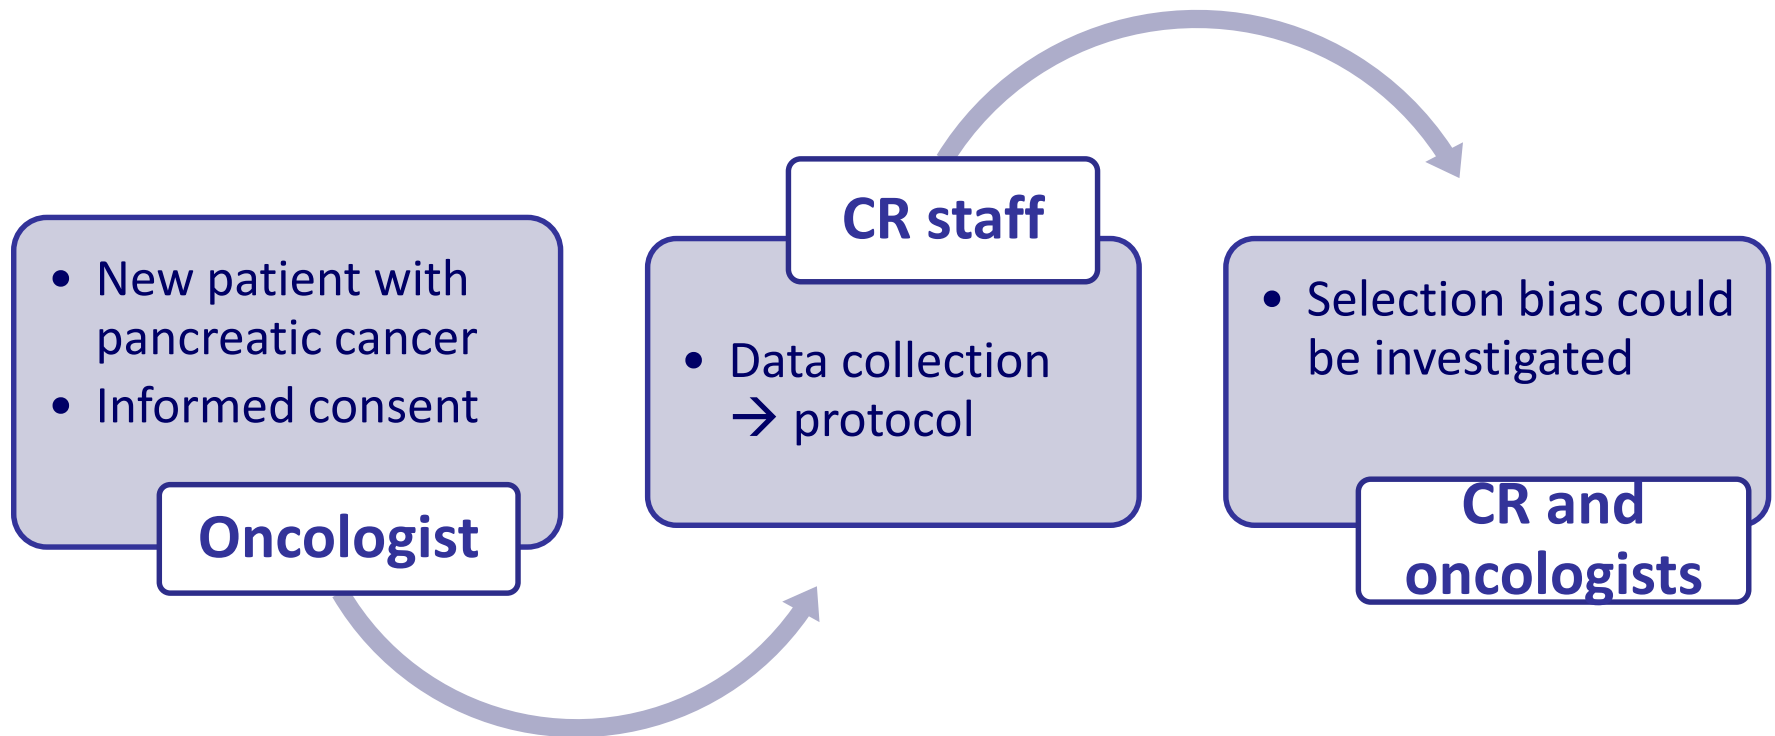 • New patient with
pancreatic cancer
• Informed consent
Oncologist
CR staff
• Data collection
→ protocol
• Selection bias could
be investigated
CR and
oncologists